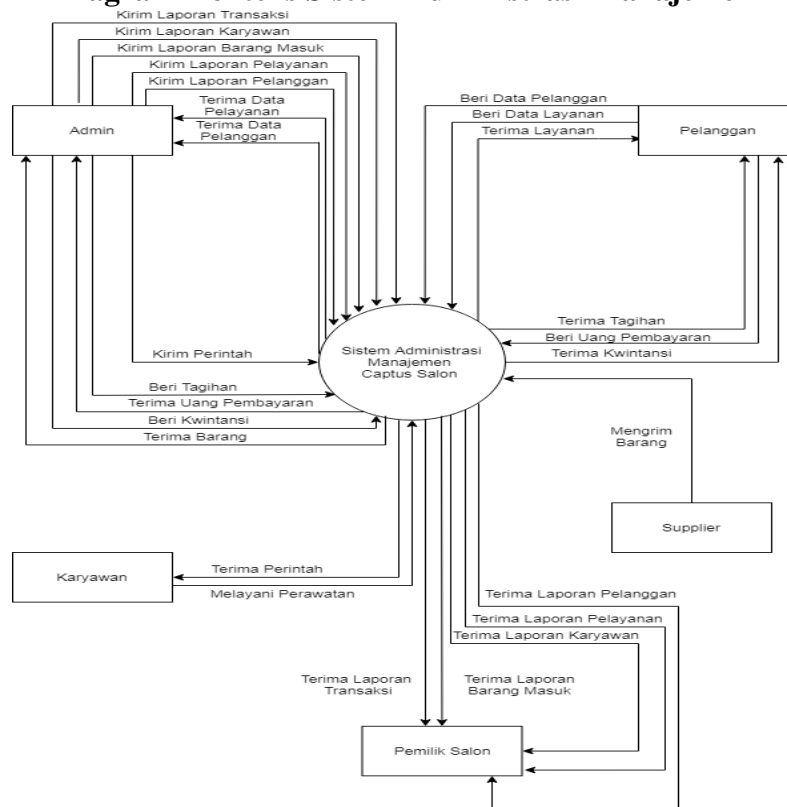 Kirim Laporan Transaksi
Kirim Laporan Karyawan
Kirim Laporan Barang Masuk
Kirim Laporan Pelayanan
Kirim Laporan Pelanggan
Terima Data
Pelayanan
Terima Data
Pelanggan
Admin
Beri Data Pelanggan
Beri Data Layanan
Terima Layanan
Pelanggan
Sistem Administrasi
Manajemen
Captus Salon
Terima Tagihan
Beri Uang Pembayaran
Terima Kwintansi
Kirim Perintah
Beri Tagihan
Terima Uang Pembayaran
Beri Kwintansi
Terima Barang
Mengrim
Barang
Supplier
Karyawan
Terima Perintah
Melayani Perawatan
Terima Laporan Pelanggan
Terima Laporan Pelayanan
Terima Laporan Karyawan
Terima Laporan
Transaksi
Terima Laporan
Barang Masuk
Pemilik Salon